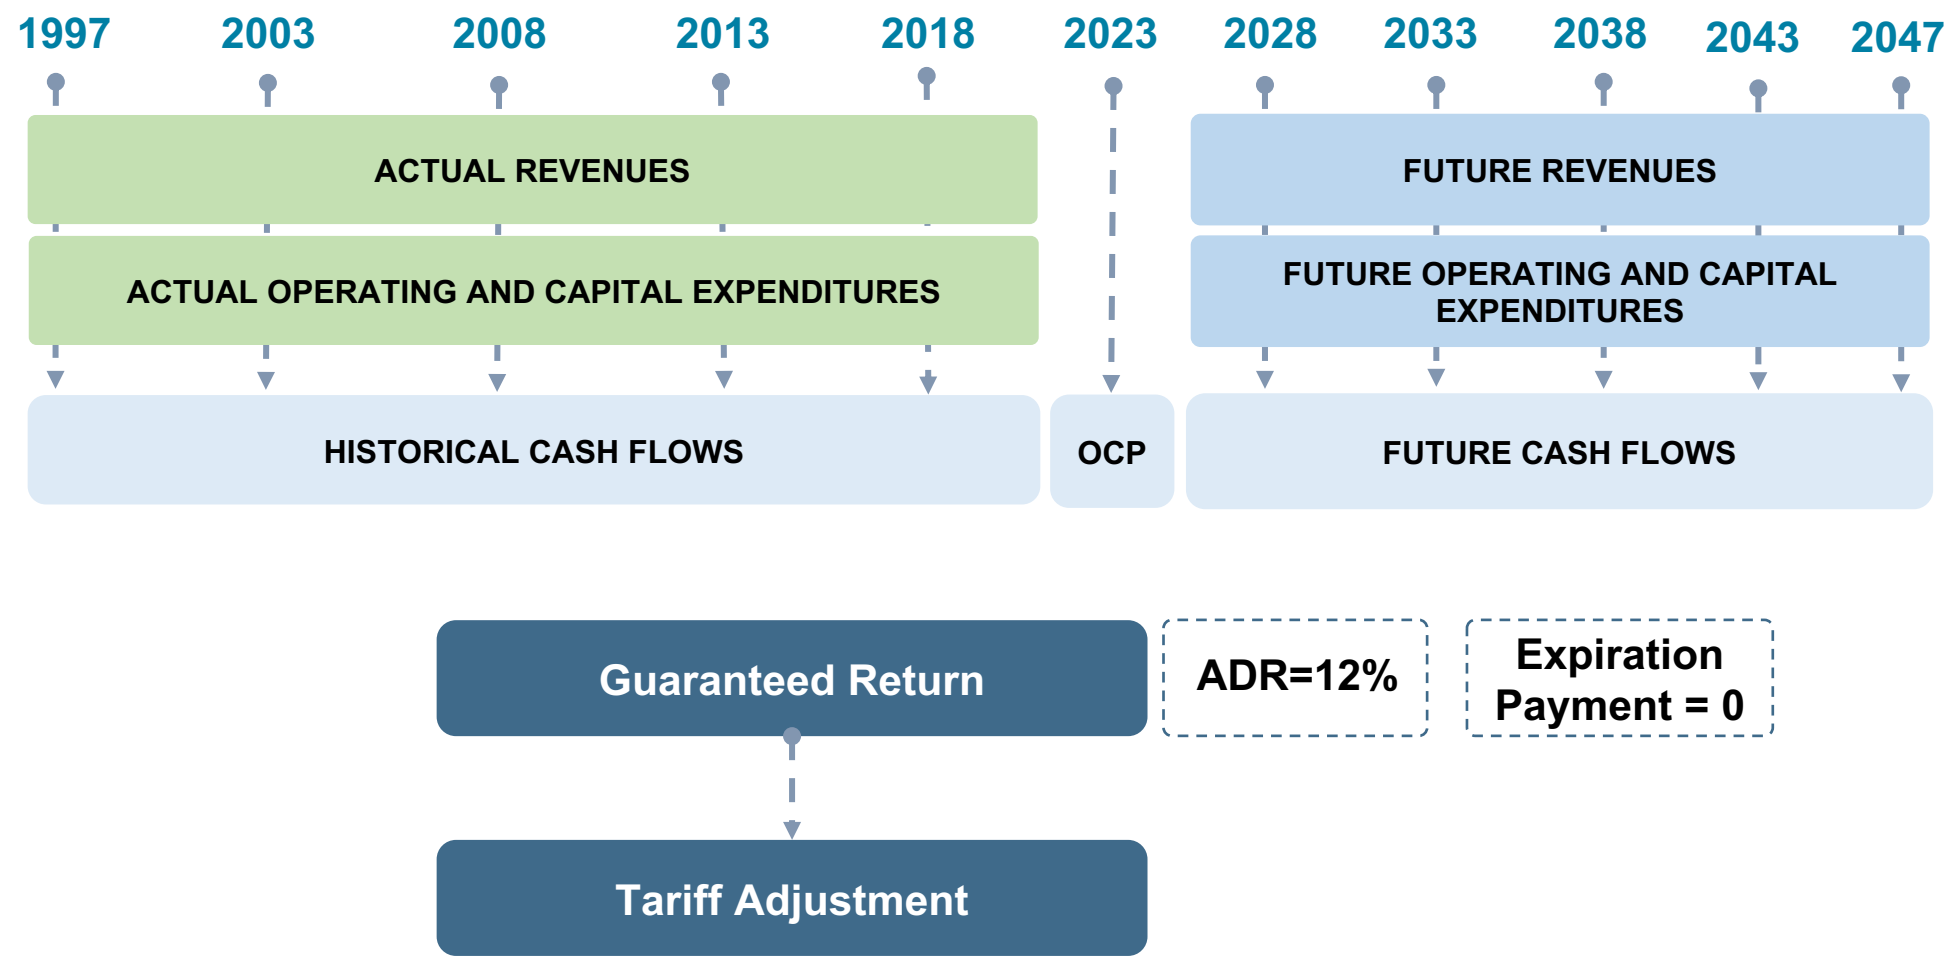 1997 2003 2008 2013 2018 2023 2028 2033 2038 2043 2047
ACTUAL REVENUES
FUTURE REVENUES
ACTUAL OPERATING AND CAPITAL EXPENDITURES
FUTURE OPERATING AND CAPITAL
EXPENDITURES
HISTORICAL CASH FLOWS
OCP
FUTURE CASH FLOWS
Guaranteed Return
ADR=12%
Expiration
Payment = 0
Tariff Adjustment